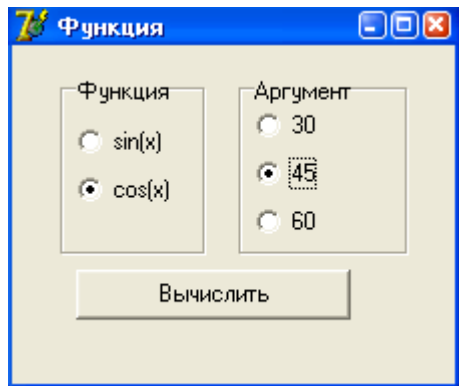 Функция
Функция
sin(x)
cos(x)
Аргумент
30
45
60
Вычислить